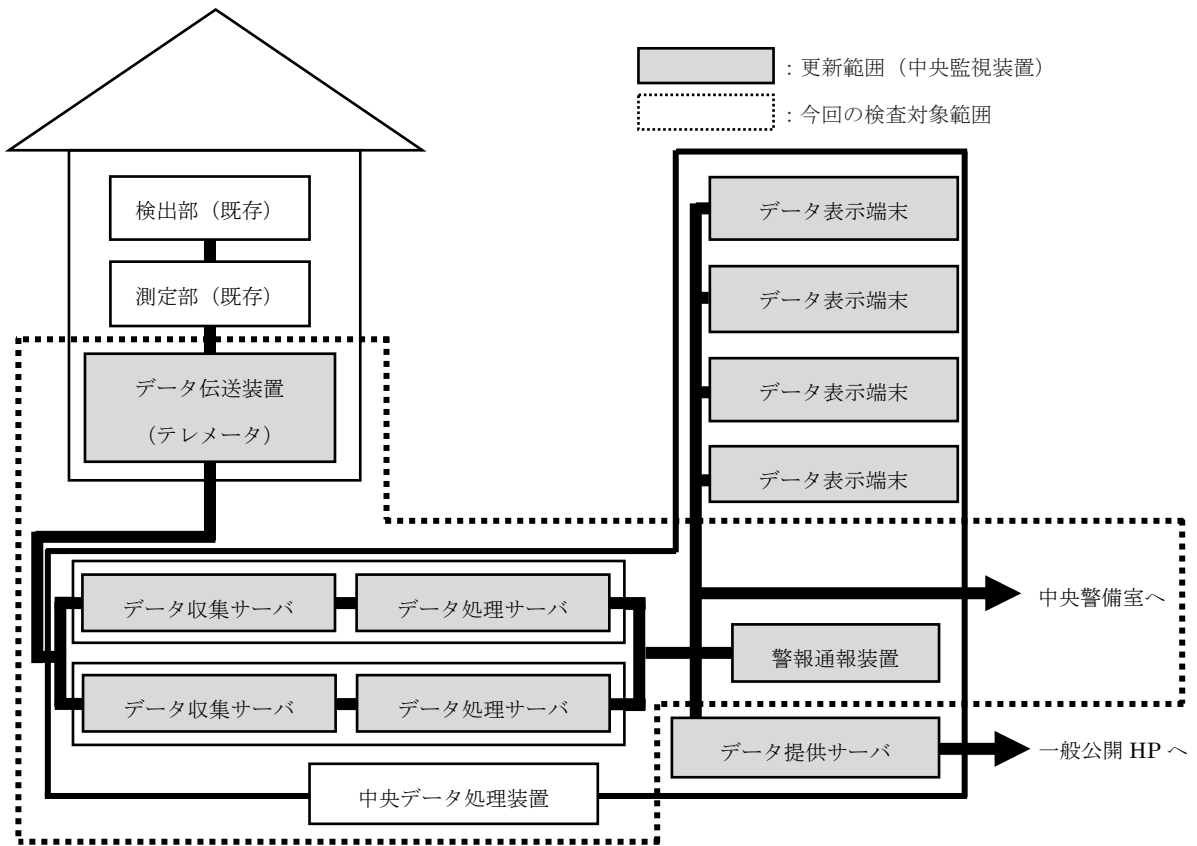 ：更新範囲（中央監視装置）
：今回の検査対象範囲
検出部（既存）
測定部（既存）
データ伝送装置
（テレメータ）
データ表示端末
データ表示端末
データ表示端末
データ表示端末
データ収集サーバ
データ処理サーバ
中央警備室へ
警報通報装置
データ収集サーバ
データ処理サーバ
データ提供サーバ
一般公開 HP へ
中央データ処理装置